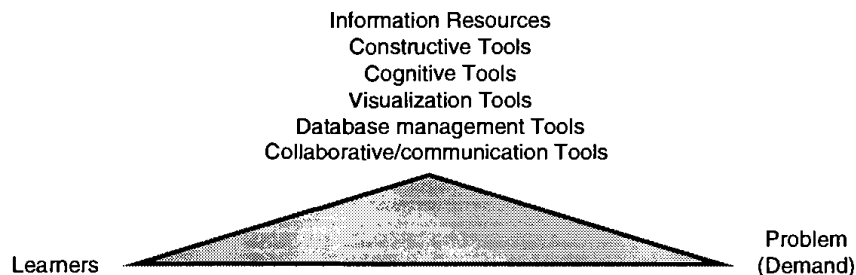 Information Resources
Constructive Tools
Cognitive Tools
Visualization Tools
Database management Tools
Collaborative/communication Tools
Learners
Problem
(Demand)